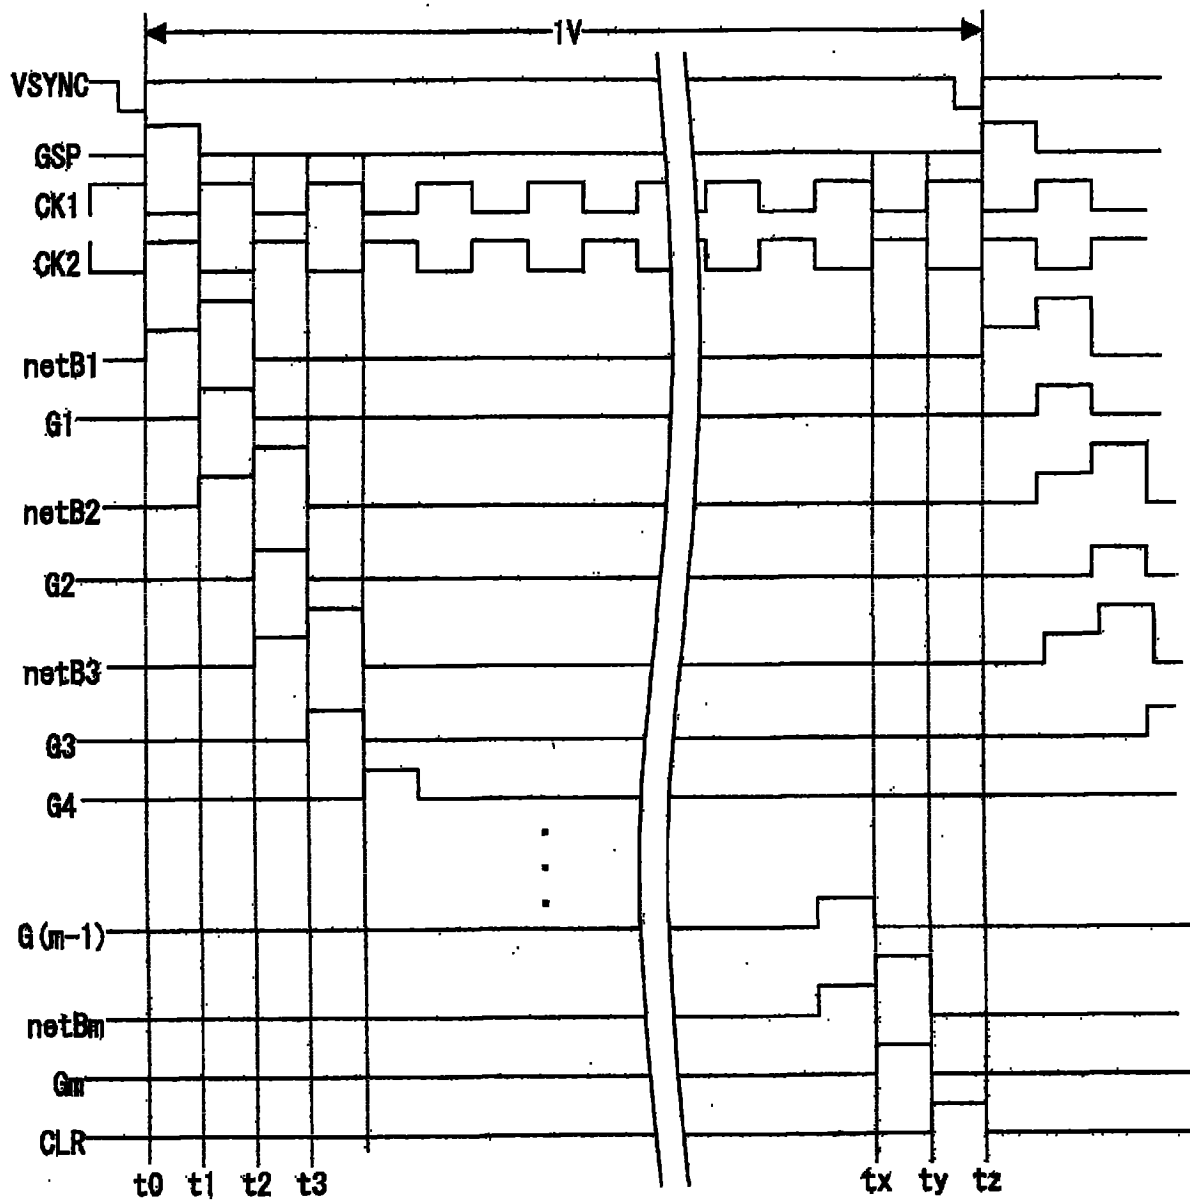 1V
VSYNC
GSP
CK1
CK2
netB1
G1
netB2
G2
netB3
G3
G4
G(m-1)
netBm
Gm
CLR
t0 t1 t2 t3 tx ty tz